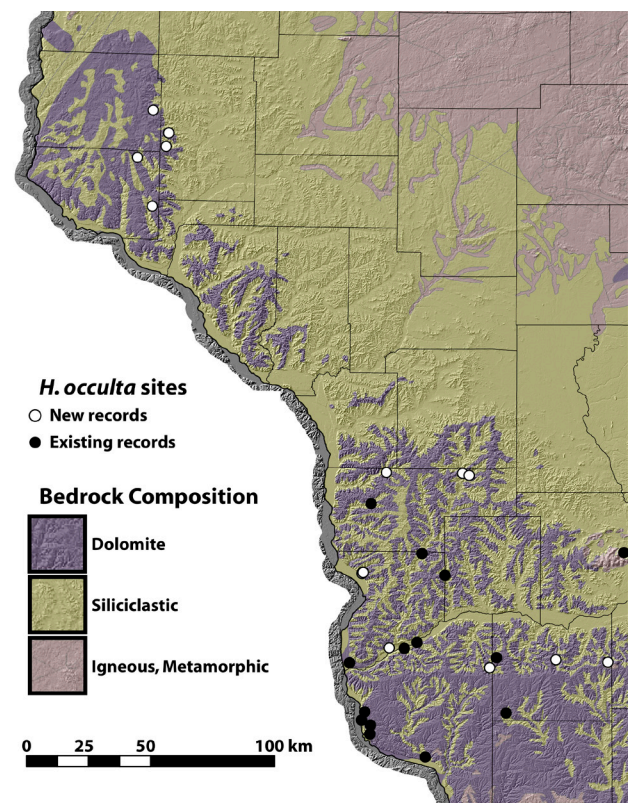 H. occulta sites
New records
Existing records
Bedrock Composition
Dolomite
Siliciclastic
Igneous, Metamorphic
0 25 50 100 km